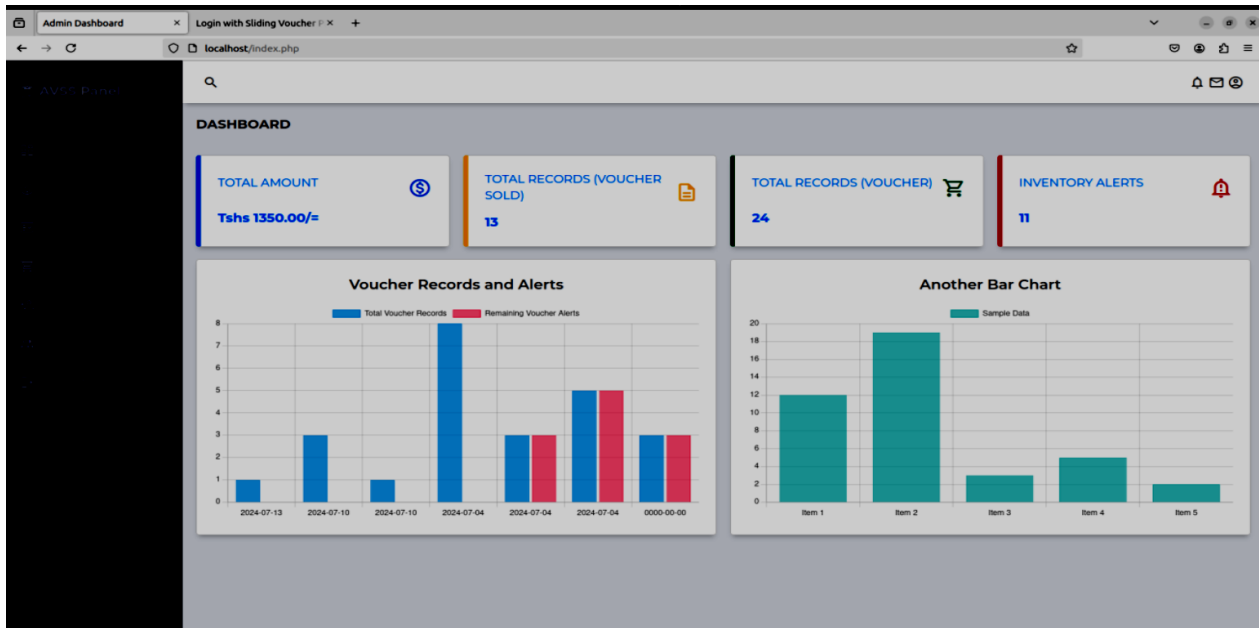 Admin Dashboard
Login with Sliding Voucher P
localhost/index.php
AVSS Panel
DASHBOARD
TOTAL AMOUNT
Tshs 1350.00/=
TOTAL RECORDS (VOUCHER
SOLD)
13
TOTAL RECORDS (VOUCHER)
24
INVENTORY ALERTS
11
Voucher Records and Alerts
Total Voucher Records Remaining Voucher Alerts
8
7
6
5
4
3
2
1
0
2024-07-13 2024-07-10 2024-07-10 2024-07-04 2024-07-04 2024-07-04 0000-00-00
Another Bar Chart
Sample Data
20
18
16
14
12
10
8
6
4
2
0
Item 1 Item 2 Item 3 Item 4 Item 5